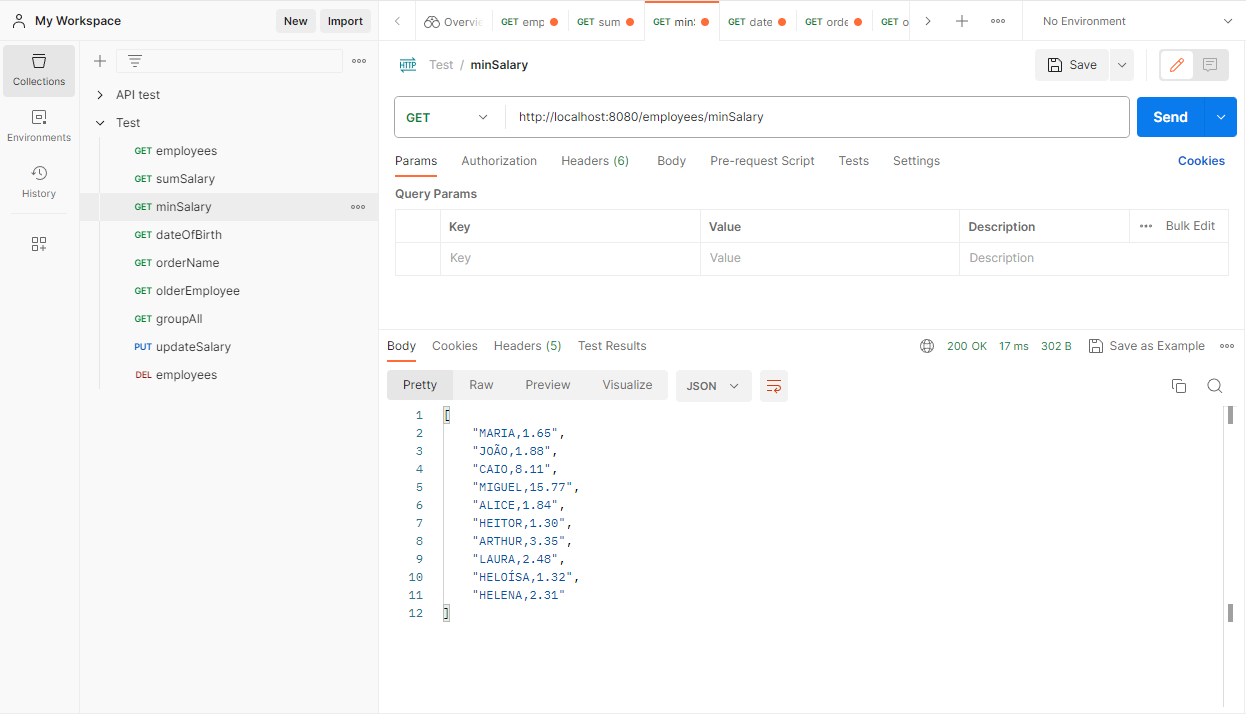 My Workspace
New
Import
Overvie
GET emp
GET sum
GET min:
GET date
GET orde
GET o
No Environment
Collections
Environments
History
API test
Test
GET employees
GET sumSalary
GET minSalary
GET dateOfBirth
GET orderName
GET olderEmployee
GET groupAll
PUT updateSalary
DEL employees
HTTP Test / minSalary
Save
GET
http://localhost:8080/employees/minSalary
Send
Params Authorization Headers (6) Body Pre-request Script Tests Settings Cookies
Query Params
Key Value Description Bulk Edit
Key Value Description
Body Cookies Headers (5) Test Results 200 OK 17 ms 302 B Save as Example
Pretty Raw Preview Visualize JSON
1 [
2 "MARIA,1.65",
3 "JOÃO,1.88",
4 "CAIO,8.11",
5 "MIGUEL,15.77",
6 "ALICE,1.84",
7 "HEITOR,1.30",
8 "ARTHUR,3.35",
9 "LAURA,2.48",
10 "HELOÍSA,1.32",
11 "HELENA,2.31"
12 ]